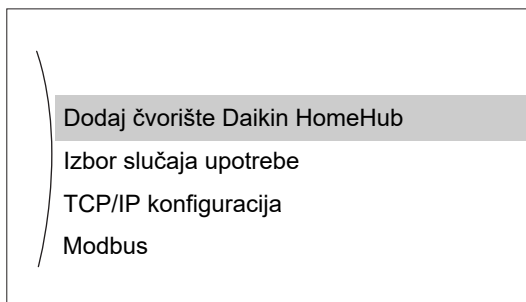 Dodaj čvorište Daikin HomeHub
Izbor slučaja upotrebe
TCP/IP konfiguracija
Modbus